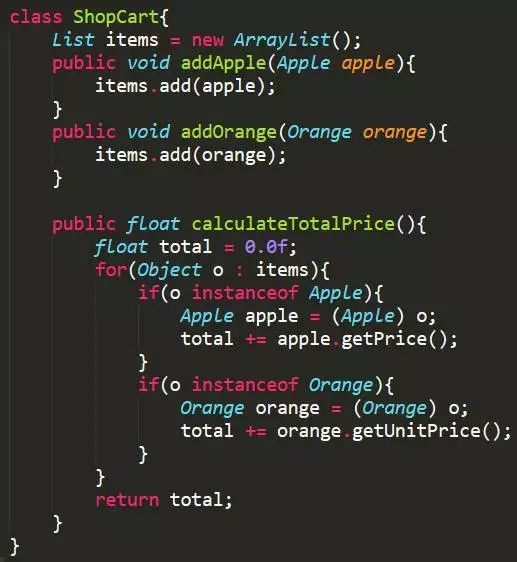 class ShopCart{
    List items = new ArrayList();
    public void addApple(Apple apple){
        items.add(apple);
    }
    public void addOrange(Orange orange){
        items.add(orange);
    }

    public float calculateTotalPrice(){
        float total = 0.0f;
        for(Object o : items){
            if(o instanceof Apple){
                Apple apple = (Apple) o;
                total += apple.getPrice();
            }
            if(o instanceof Orange){
                Orange orange = (Orange) o;
                total += orange.getUnitPrice();
            }
        }
        return total;
    }
}